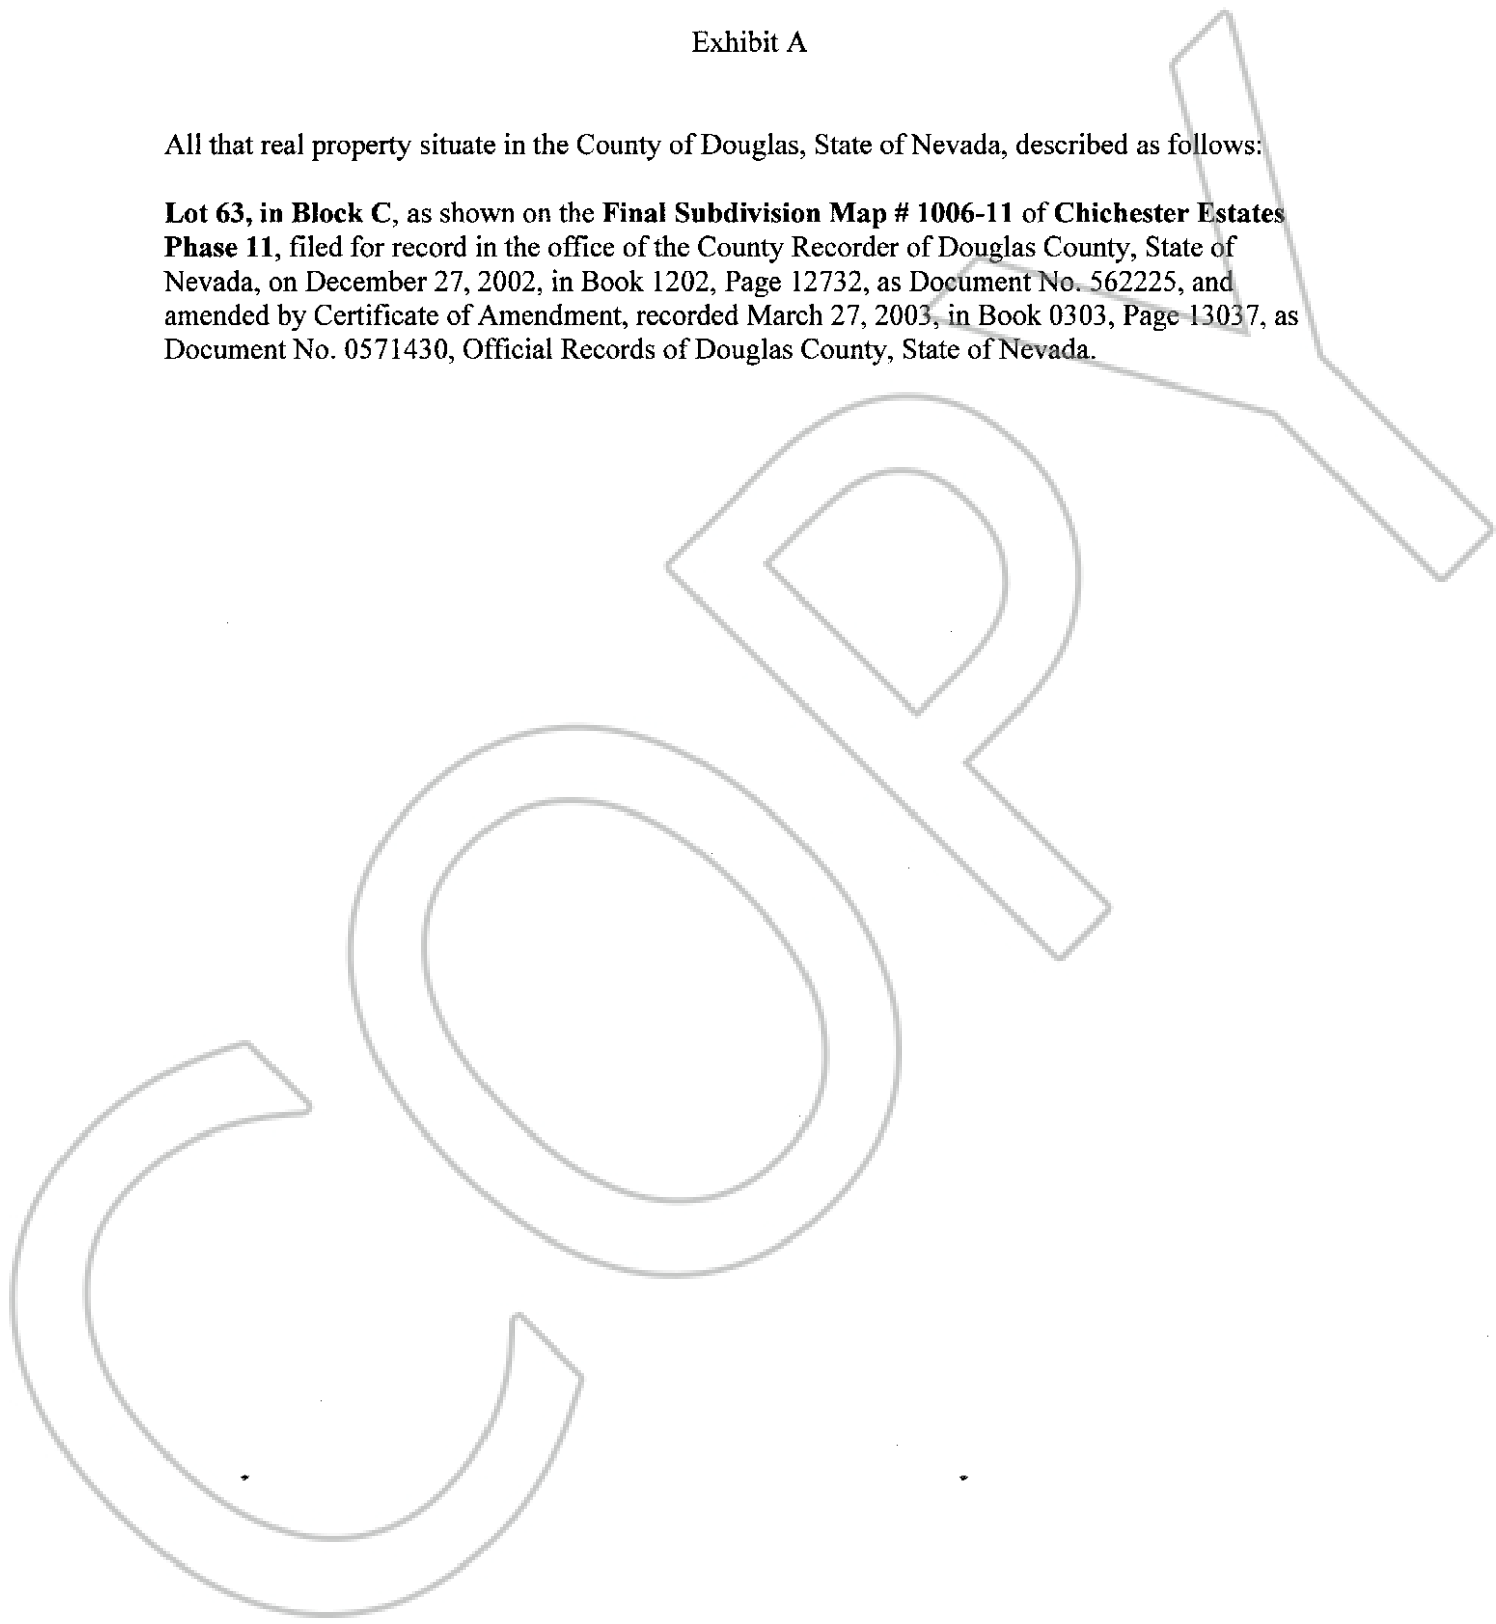 Exhibit A
All that real property situate in the County of Douglas, State of Nevada, described as follows:
Lot 63, in Block C, as shown on the Final Subdivision Map # 1006-11 of Chichester Estates
Phase 11, filed for record in the office of the County Recorder of Douglas County, State of
Nevada, on December 27, 2002, in Book 1202, Page 12732, as Document No. 562225, and
amended by Certificate of Amendment, recorded March 27, 2003, in Book 0303, Page 13037, as
Document No. 0571430, Official Records of Douglas County, State of Nevada.
COPY